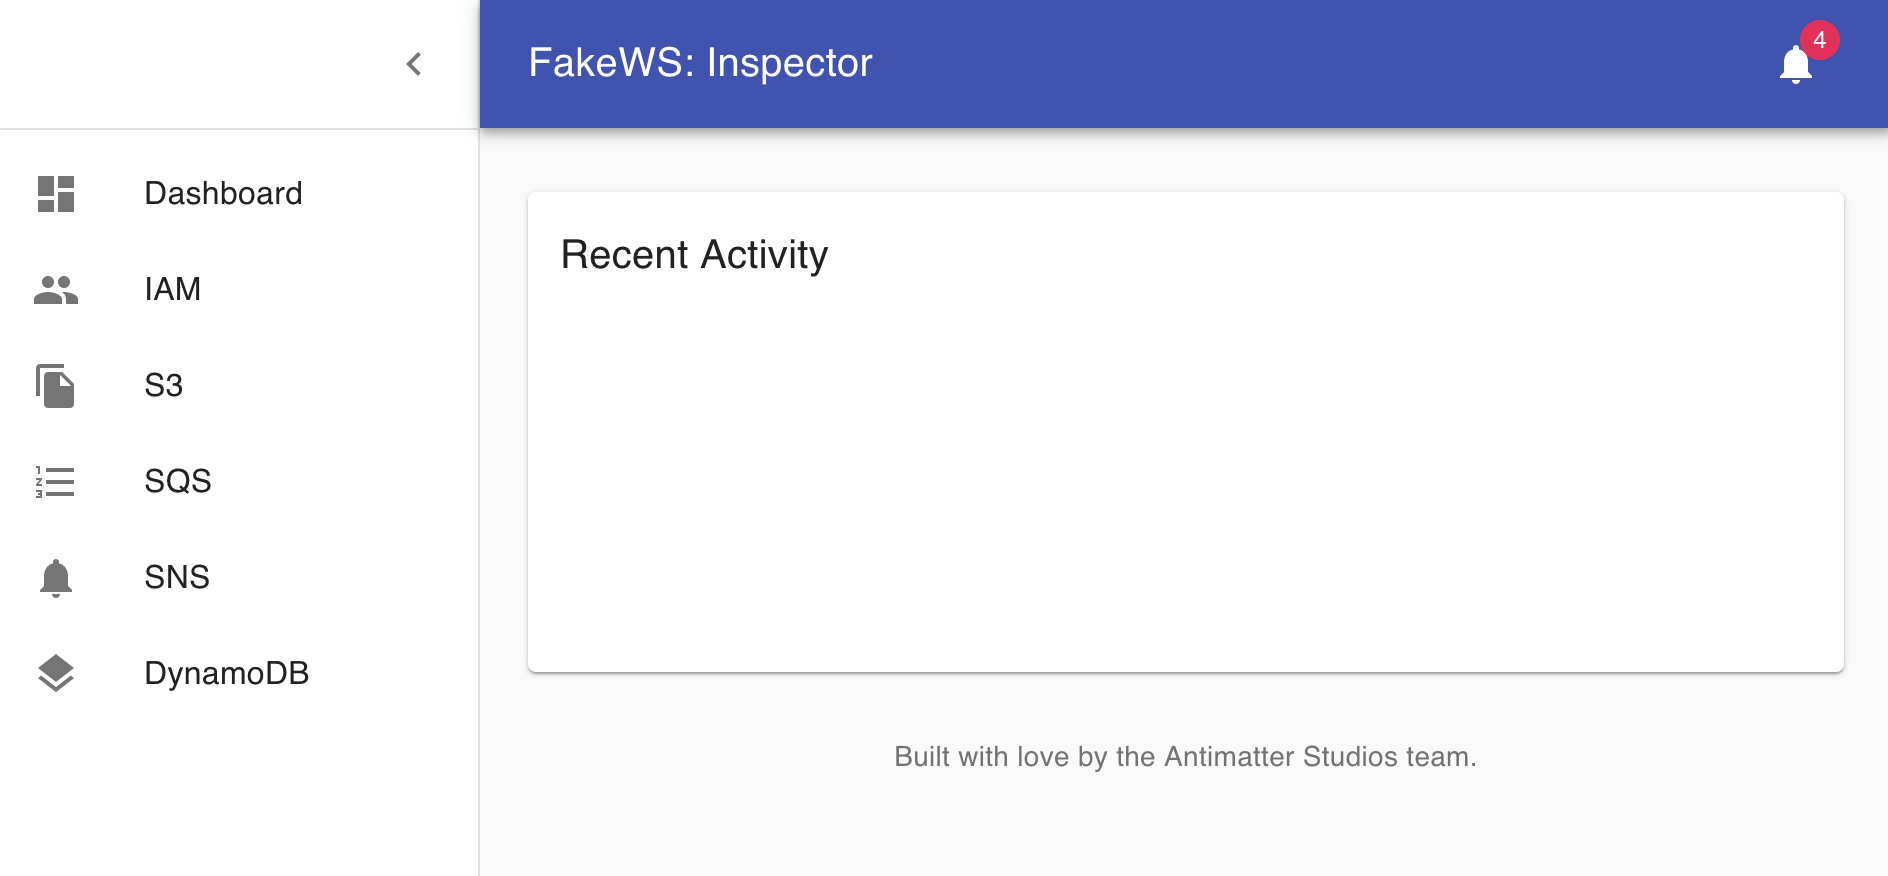 FakeWS: Inspector
4
Dashboard
IAM
S3
SQS
SNS
DynamoDB
Recent Activity
Built with love by the Antimatter Studios team.